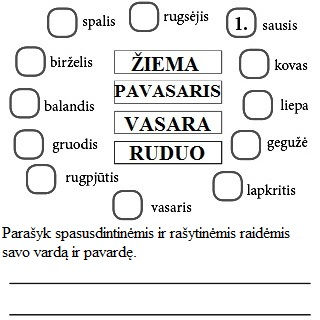 spalis
rugsėjis
1. sausis
birželis
kovas
ŽIEMA
PAVASARIS
VASARA
RUDUO
balandis
liepa
gruodis
gegužė
rugpjūtis
lapkritis
vasaris
Parašyk spasusdintinėmis ir rašytinėmis raidėmis
savo vardą ir pavardę.